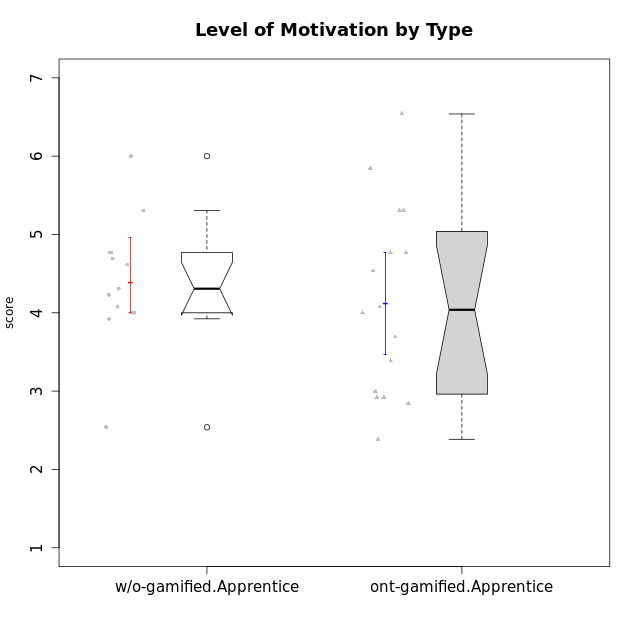 Level of Motivation by Type
score
7
6
5
4
3
2
1
w/o-gamified.Apprentice
ont-gamified.Apprentice